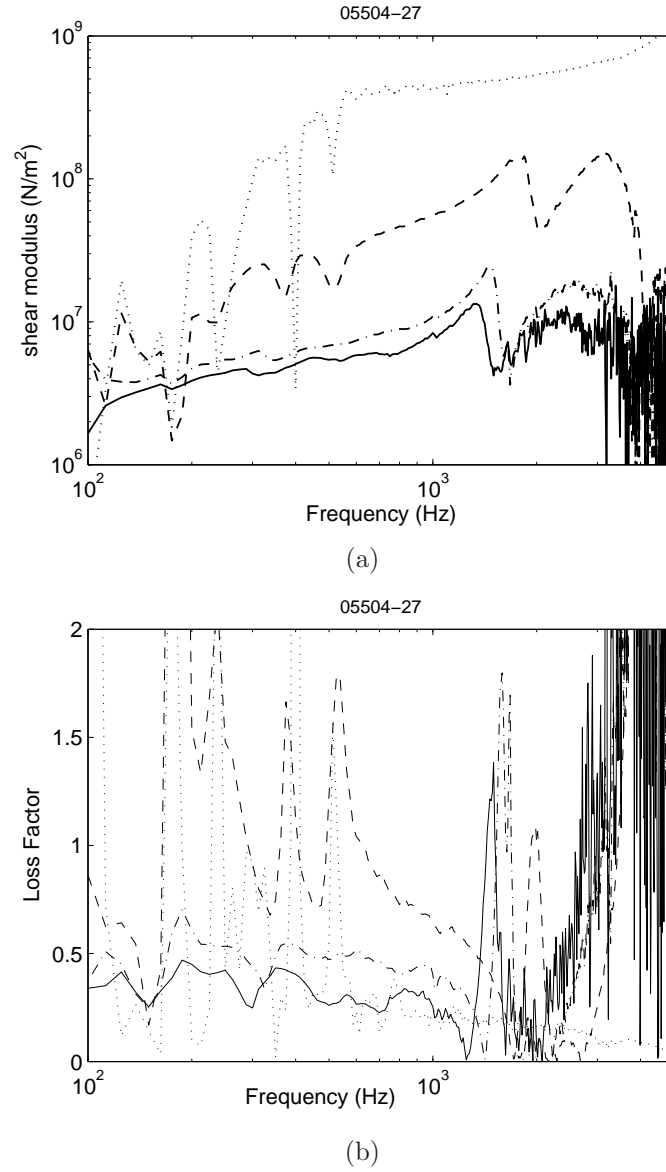 05504−27
10^9
10^8
10^7
10^6
shear modulus (N/m^2)
10^2
10^3
Frequency (Hz)
(a)
05504−27
2
1.5
1
0.5
0
Loss Factor
10^2
10^3
Frequency (Hz)
(b)